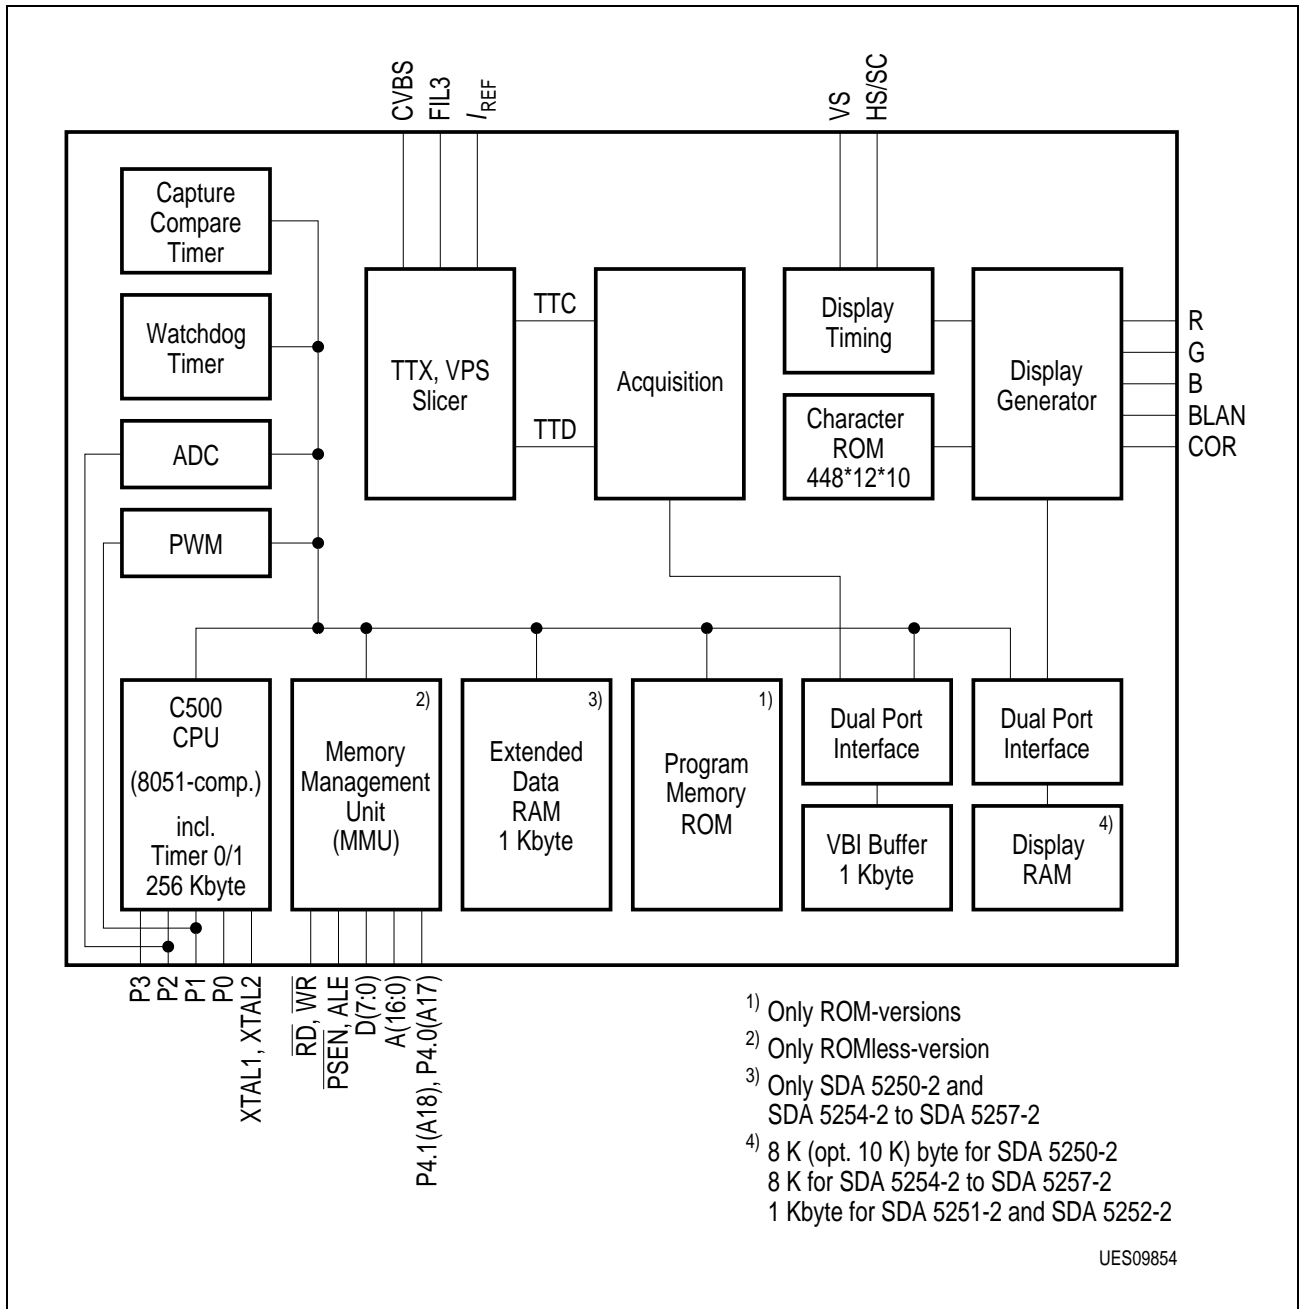 CVBS
FIL3
IREF
VS
HS/SC
Capture
Compare
Timer
Watchdog
Timer
ADC
PWM
TTX, VPS
Slicer
TTC
TTD
Acquisition
Display
Timing
Character
ROM
448*12*10
Display
Generator
R
G
B
BLAN
COR
C500
CPU
(8051-comp.)
incl.
Timer 0/1
256 Kbyte
2)
Memory
Management
Unit
(MMU)
3)
Extended
Data
RAM
1 Kbyte
1)
Program
Memory
ROM
Dual Port
Interface
VBI Buffer
1 Kbyte
Dual Port
Interface
4)
Display
RAM
P3
P2
P1
P0
XTAL1, XTAL2
RD, WR
PSEN, ALE
D(7:0)
A(16:0)
P4.1(A18), P4.0(A17)
1) Only ROM-versions
2) Only ROMless-version
3) Only SDA 5250-2 and
SDA 5254-2 to SDA 5257-2
4) 8 K (opt. 10 K) byte for SDA 5250-2
8 K for SDA 5254-2 to SDA 5257-2
1 Kbyte for SDA 5251-2 and SDA 5252-2
UES09854